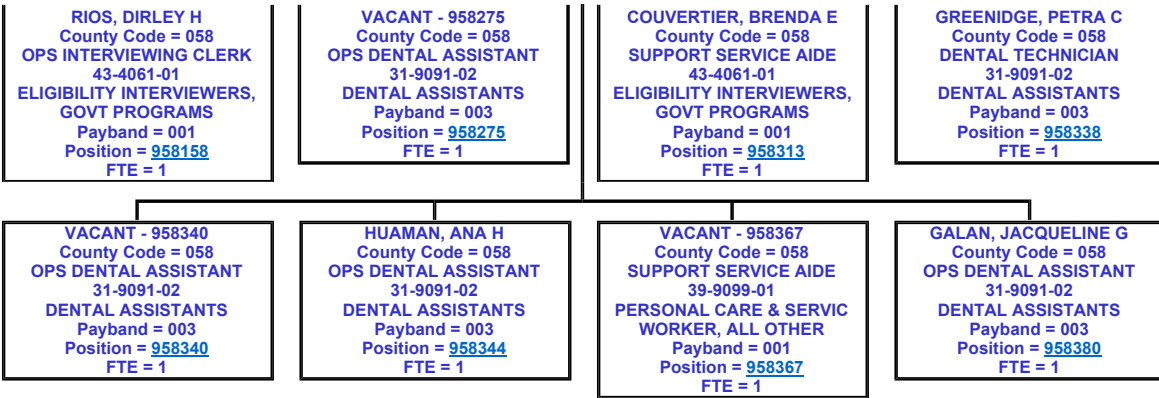 RIOS, DIRLEY H
County Code = 058
OPS INTERVIEWING CLERK
43-4061-01
ELIGIBILITY INTERVIEWERS,
GOVT PROGRAMS
Payband = 001
Position = 958158
FTE = 1
VACANT - 958275
County Code = 058
OPS DENTAL ASSISTANT
31-9091-02
DENTAL ASSISTANTS
Payband = 003
Position = 958275
FTE = 1
COUVERTIER, BRENDA E
County Code = 058
SUPPORT SERVICE AIDE
43-4061-01
ELIGIBILITY INTERVIEWERS,
GOVT PROGRAMS
Payband = 001
Position = 958313
FTE = 1
GREENIDGE, PETRA C
County Code = 058
DENTAL TECHNICIAN
31-9091-02
DENTAL ASSISTANTS
Payband = 003
Position = 958338
FTE = 1
VACANT - 958340
County Code = 058
OPS DENTAL ASSISTANT
31-9091-02
DENTAL ASSISTANTS
Payband = 003
Position = 958340
FTE = 1
HUAMAN, ANA H
County Code = 058
OPS DENTAL ASSISTANT
31-9091-02
DENTAL ASSISTANTS
Payband = 003
Position = 958344
FTE = 1
VACANT - 958367
County Code = 058
SUPPORT SERVICE AIDE
39-9099-01
PERSONAL CARE & SERVIC
WORKER, ALL OTHER
Payband = 001
Position = 958367
FTE = 1
GALAN, JACQUELINE G
County Code = 058
OPS DENTAL ASSISTANT
31-9091-02
DENTAL ASSISTANTS
Payband = 003
Position = 958380
FTE = 1